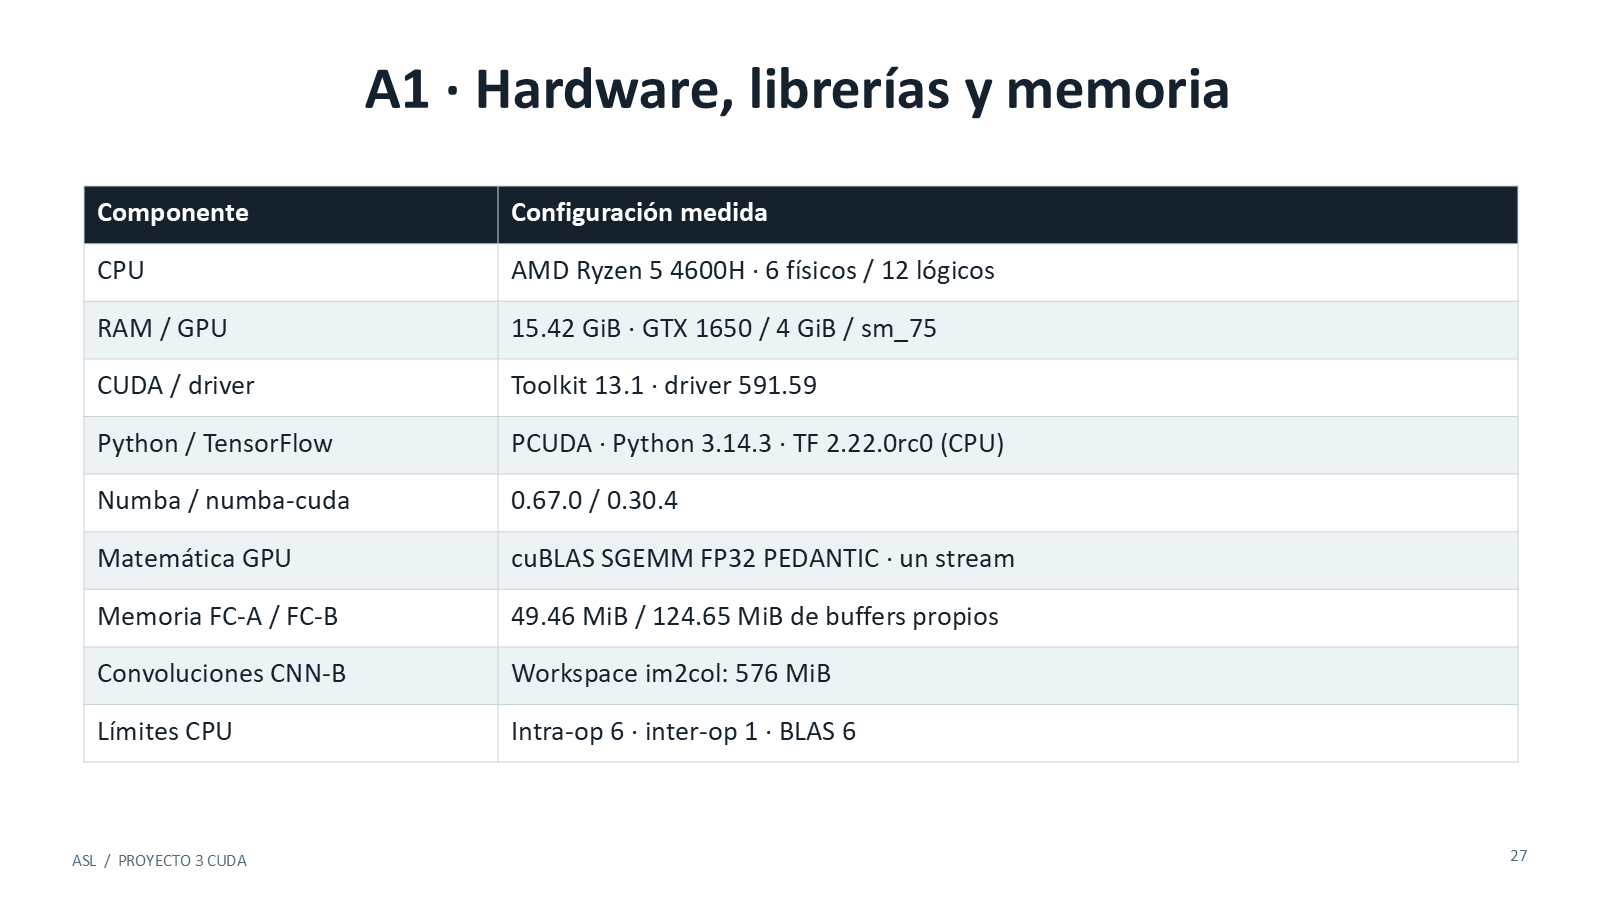 A1 · Hardware, librerías y memoria
Componente Configuración medida
CPU AMD Ryzen 5 4600H · 6 físicos / 12 lógicos
RAM / GPU 15.42 GiB · GTX 1650 / 4 GiB / sm_75
CUDA / driver Toolkit 13.1 · driver 591.59
Python / TensorFlow PCUDA · Python 3.14.3 · TF 2.22.0rc0 (CPU)
Numba / numba-cuda 0.67.0 / 0.30.4
Matemática GPU cuBLAS SGEMM FP32 PEDANTIC · un stream
Memoria FC-A / FC-B 49.46 MiB / 124.65 MiB de buffers propios
Convoluciones CNN-B Workspace im2col: 576 MiB
Límites CPU Intra-op 6 · inter-op 1 · BLAS 6
ASL / PROYECTO 3 CUDA 27